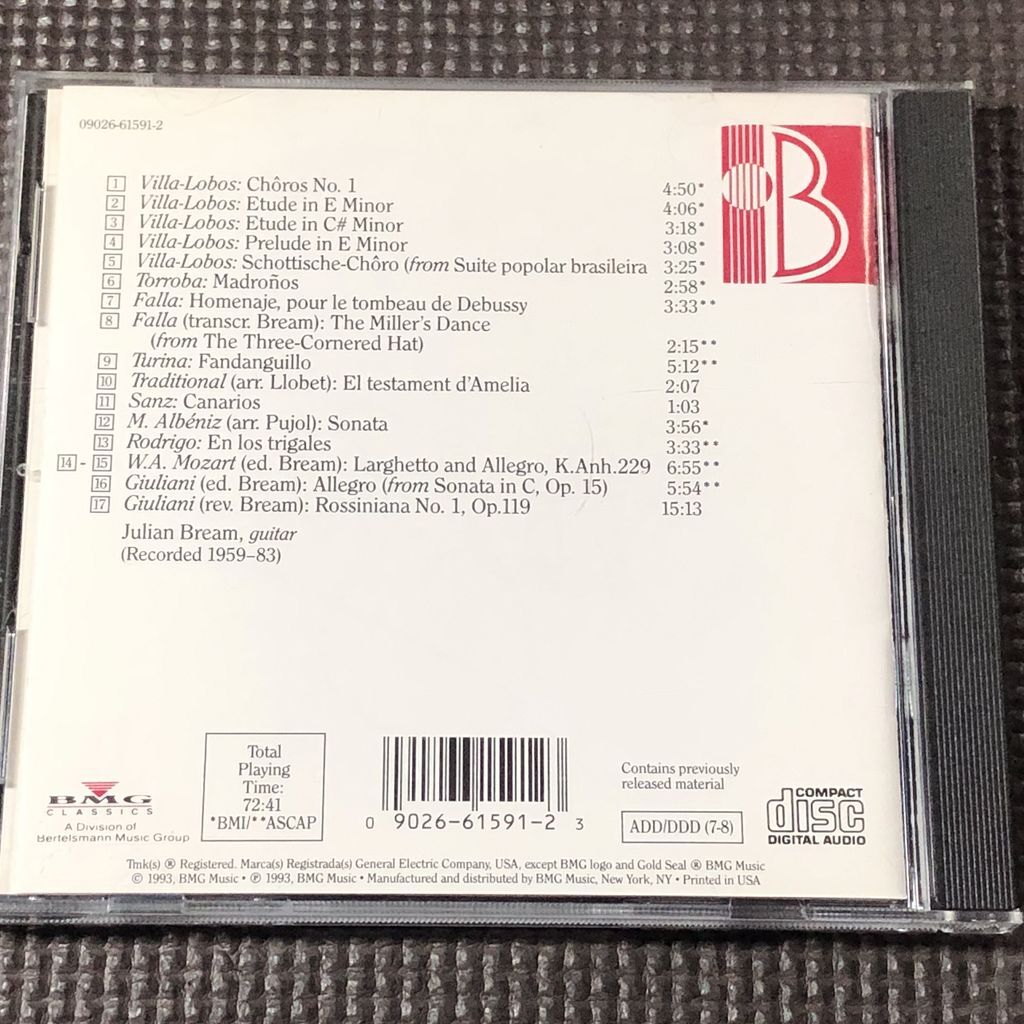 09026-61591-2
1 Villa-Lobos: Chôros No. 1 4:50*
2 Villa-Lobos: Etude in E Minor 4:06*
3 Villa-Lobos: Etude in C# Minor 3:18*
4 Villa-Lobos: Prelude in E Minor 3:08*
5 Villa-Lobos: Schottische-Chôro (from Suite popolar brasileira 3:25*
6 Torroba: Madroños 2:58*
7 Falla: Homenaje, pour le tombeau de Debussy 3:33**
8 Falla (transcr. Bream): The Miller's Dance
(from The Three-Cornered Hat) 2:15**
9 Turina: Fandanguillo 5:12**
10 Traditional (arr. Llobet): El testament d'Amelia 2:07
11 Sanz: Canarios 1:03
12 M. Albéniz (arr. Pujol): Sonata 3:56*
13 Rodrigo: En los trigales 3:33**
14 - 15 W.A. Mozart (ed. Bream): Larghetto and Allegro, K.Anh.229 6:55**
16 Giuliani (ed. Bream): Allegro (from Sonata in C, Op. 15) 5:54**
17 Giuliani (rev. Bream): Rossiniana No. 1, Op.119 15:13
Julian Bream, guitar
(Recorded 1959–83)
B
BMG
CLASSICS
A Division of
Bertelsmann Music Group
Total
Playing
Time:
72:41
*BMI/**ASCAP
0 9026-61591-2 3
Contains previously
released material
ADD/DDD (7-8)
COMPACT
disc
DIGITAL AUDIO
Tmk(s) ® Registered. Marca(s) Registrada(s) General Electric Company, USA, except BMG logo and Gold Seal ® BMG Music
© 1993, BMG Music • ℗ 1993, BMG Music • Manufactured and distributed by BMG Music, New York, NY • Printed in USA